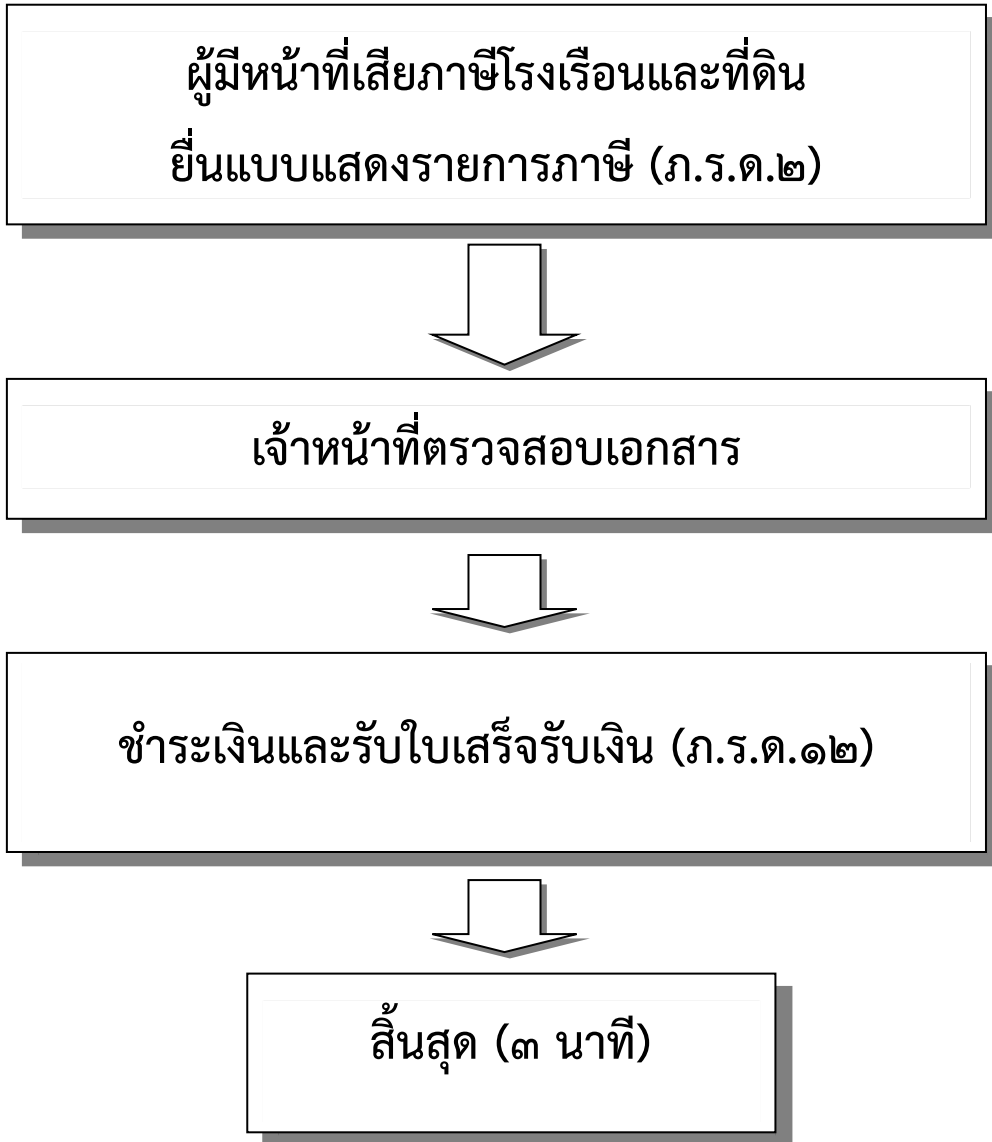 ผู้มีหน้าที่เสียภาษีโรงเรือนและที่ดิน
ยื่นแบบแสดงรายการภาษี (ภ.ร.ด.๒)
เจ้าหน้าที่ตรวจสอบเอกสาร
ชำระเงินและรับใบเสร็จรับเงิน (ภ.ร.ด.๑๒)
สิ้นสุด (๓ นาที)